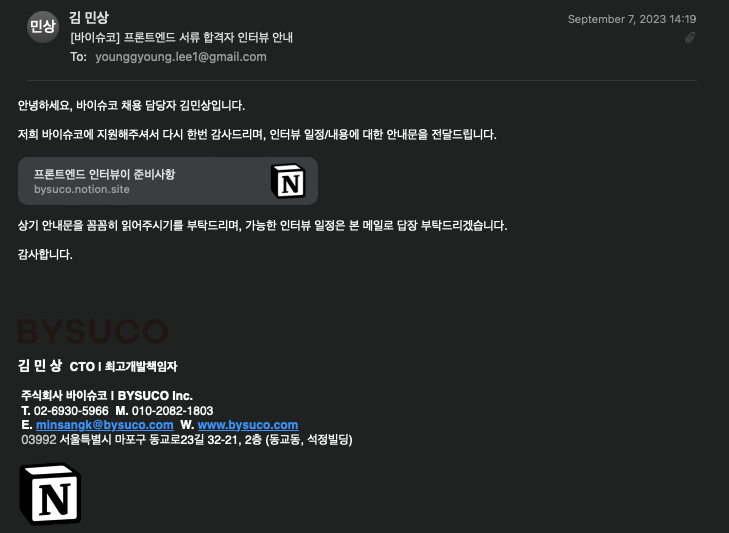 민상
김 민상
September 7, 2023 14:19
[바이슈코] 프론트엔드 서류 합격자 인터뷰 안내
To: younggyoung.lee1@gmail.com
안녕하세요, 바이슈코 채용 담당자 김민상입니다.
저희 바이슈코에 지원해주셔서 다시 한번 감사드리며, 인터뷰 일정/내용에 대한 안내문을 전달드립니다.
프론트엔드 인터뷰이 준비사항
bysuco.notion.site
N
상기 안내문을 꼼꼼히 읽어주시기를 부탁드리며, 가능한 인터뷰 일정은 본 메일로 답장 부탁드리겠습니다.
감사합니다.
BYSUCO
김 민 상 CTO l 최고개발책임자
주식회사 바이슈코 l BYSUCO Inc.
T. 02-6930-5966 M. 010-2082-1803
E. minsangk@bysuco.com W. www.bysuco.com
03992 서울특별시 마포구 동교로23길 32-21, 2층 (동교동, 석정빌딩)
N